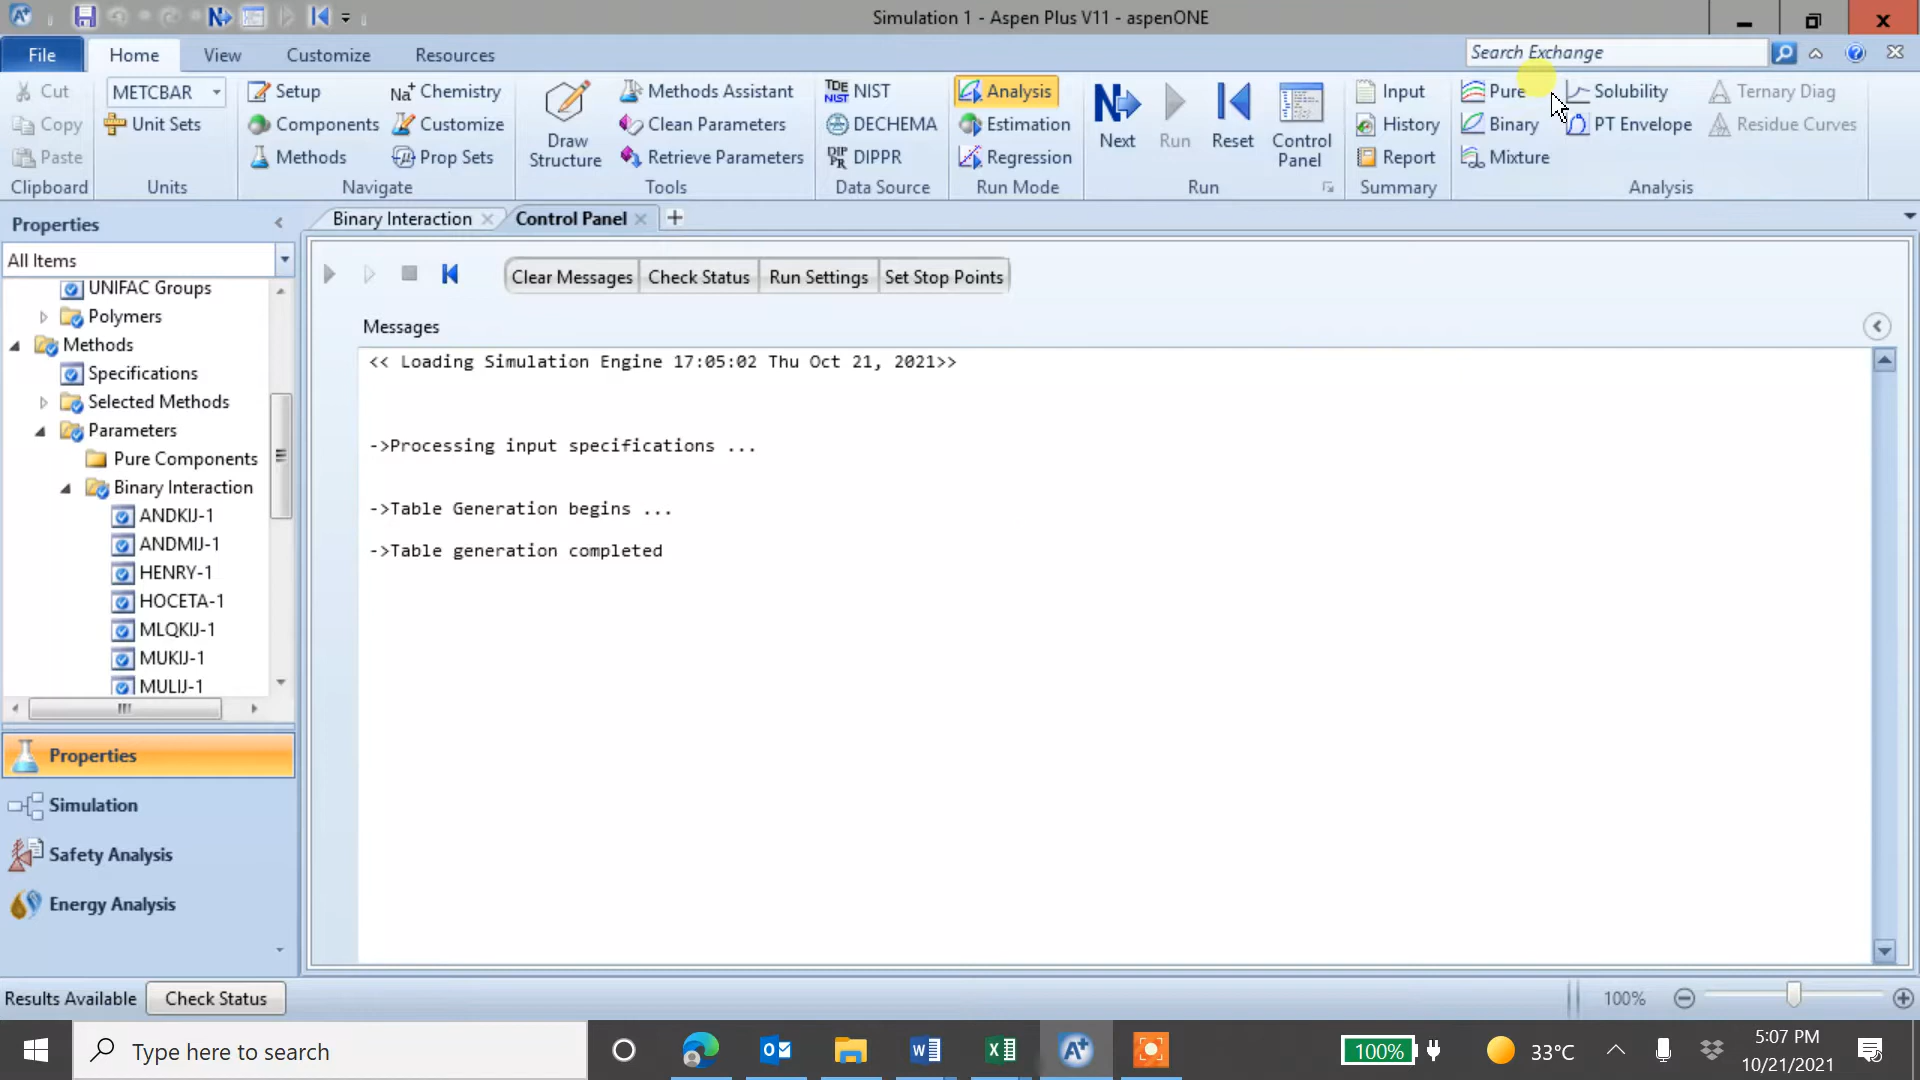 Simulation 1 - Aspen Plus V11 - aspenONE
File Home View Customize Resources
Search Exchange
Cut
Copy
Paste
Clipboard
METCBAR
Unit Sets
Units
Setup
Components
Methods
Na+ Chemistry
Customize
Prop Sets
Navigate
Draw
Structure
Methods Assistant
Clean Parameters
Retrieve Parameters
Tools
TDE NIST NIST
DECHEMA
DIPPR DIPPR
Data Source
Analysis
Estimation
Regression
Run Mode
Next
Run
Reset
Control
Panel
Run
Input
History
Report
Summary
Pure
Binary
Mixture
Solubility
PT Envelope
Ternary Diag
Residue Curves
Analysis
Properties
All Items
UNIFAC Groups
Polymers
Methods
Specifications
Selected Methods
Parameters
Pure Components
Binary Interaction
ANDKIJ-1
ANDMIJ-1
HENRY-1
HOCETA-1
MLQKIJ-1
MUKIJ-1
MULIJ-1
Properties
Simulation
Safety Analysis
Energy Analysis
Binary Interaction
Control Panel
Clear Messages Check Status Run Settings Set Stop Points
Messages
<< Loading Simulation Engine 17:05:02 Thu Oct 21, 2021>>
->Processing input specifications ...
->Table Generation begins ...
->Table generation completed
Results Available Check Status
100%
Type here to search
100%
33°C
5:07 PM
10/21/2021